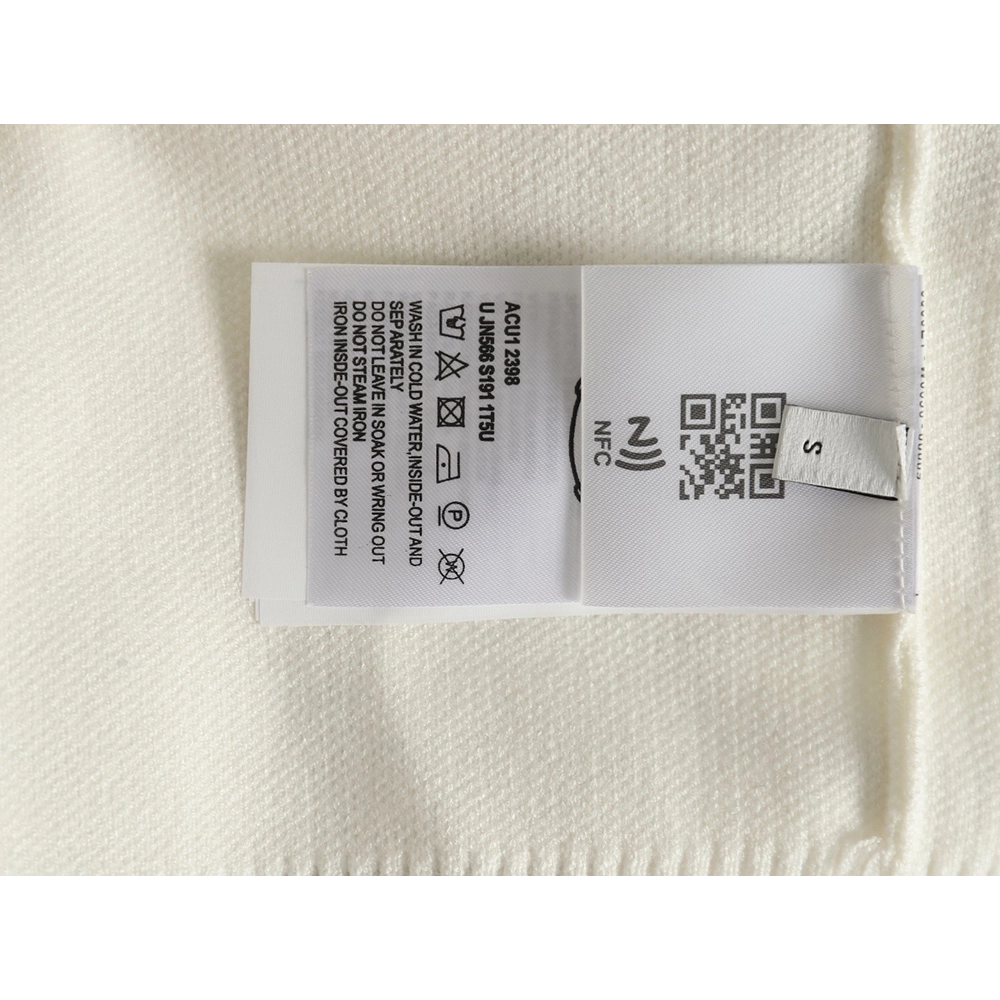 ACU1 2398
U JN566 S191 1T5U
P
WASH IN COLD WATER,INSIDE-OUT AND
SEPARATELY
DO NOT LEAVE IN SOAK OR WRING OUT
DO NOT STEAM IRON
IRON INSDE-OUT COVERED BY CLOTH
NFC
S